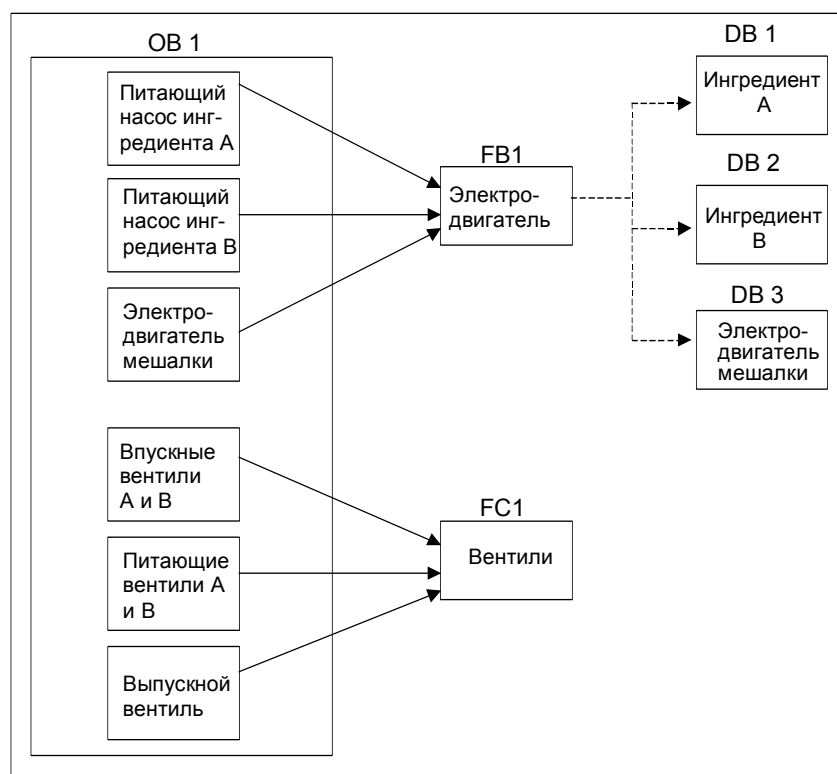 OB 1
Питающий
насос инг-
редиента А
Питающий
насос инг-
редиента В
Электро-
двигатель
мешалки
Впускные
вентили
А и В
Питающие
вентили А
и В
Выпускной
вентиль
FB1
Электро-
двигатель
FC1
Вентили
DB 1
Ингредиент
А
DB 2
Ингредиент
В
DB 3
Электро-
двигатель
мешалки